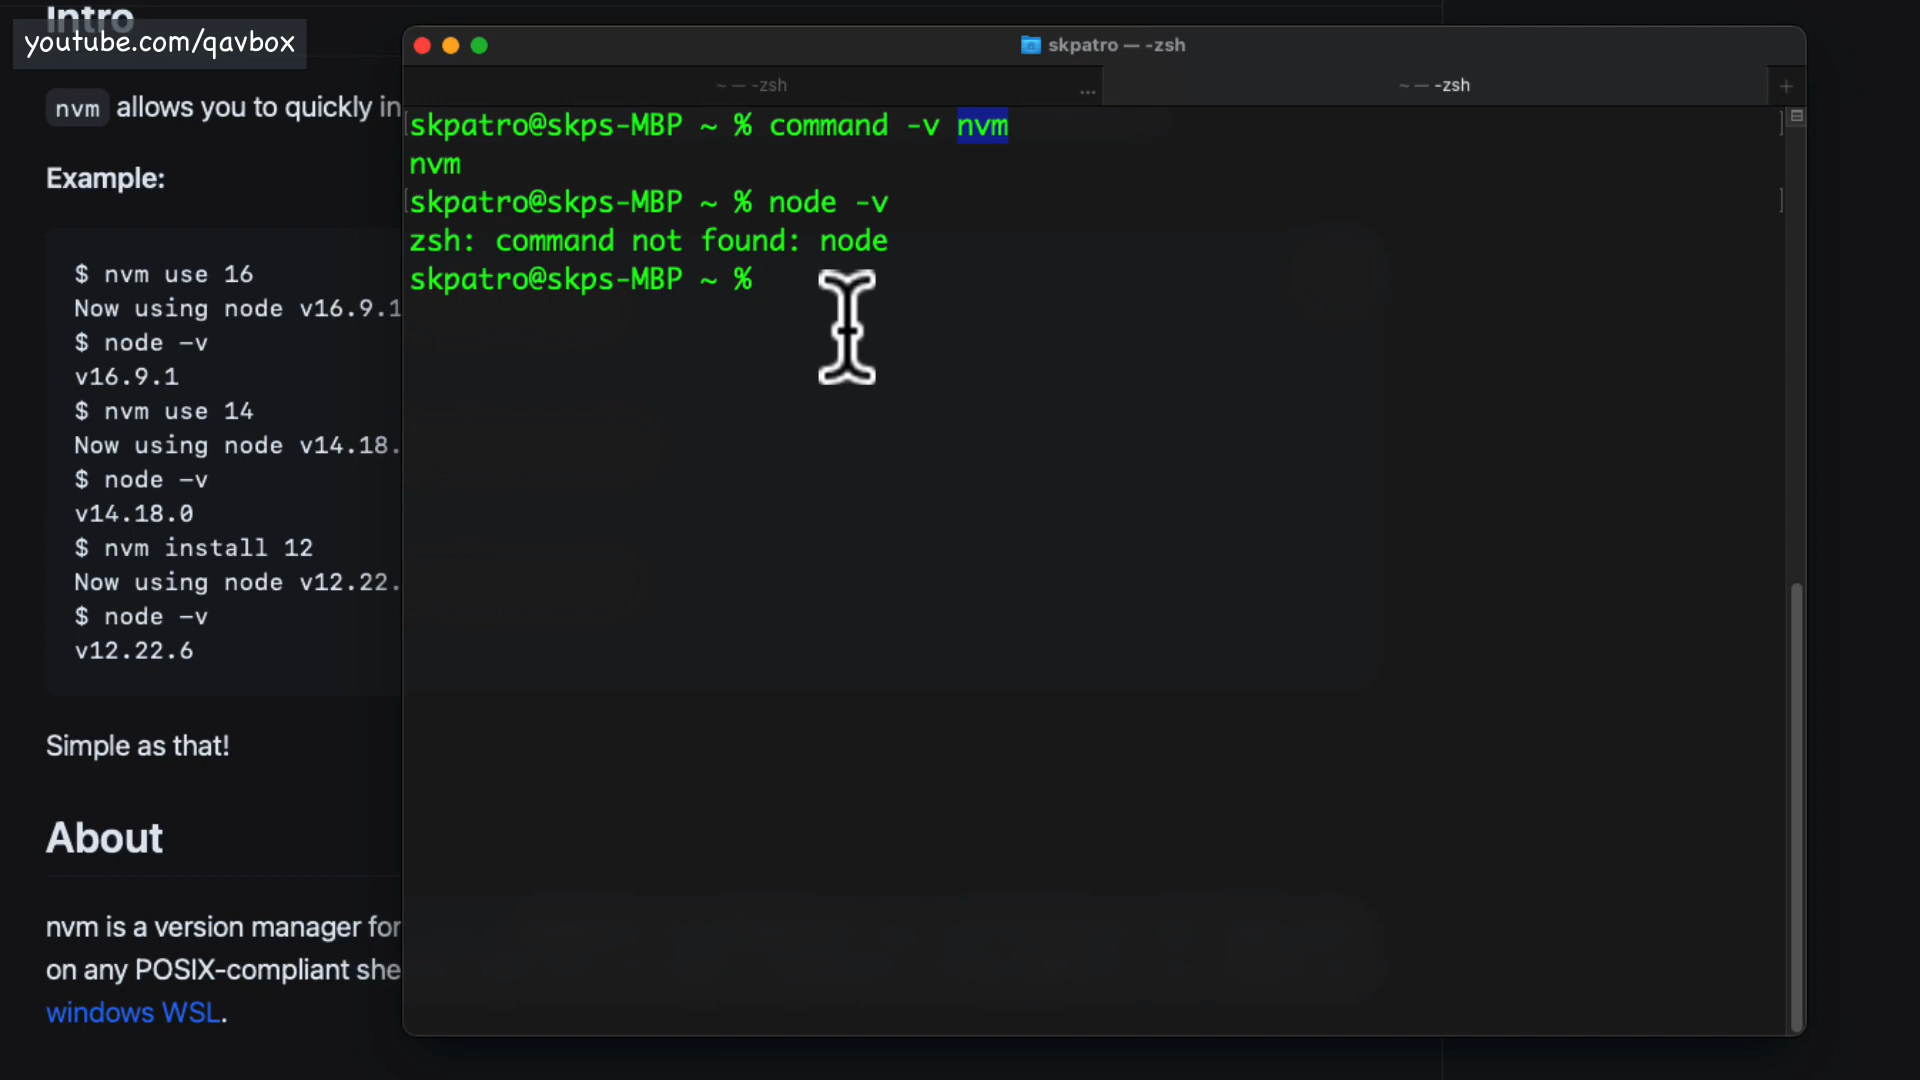 Intro
youtube.com/qavbox
nvm allows you to quickly in
Example:
$ nvm use 16
Now using node v16.9.1
$ node -v
v16.9.1
$ nvm use 14
Now using node v14.18.
$ node -v
v14.18.0
$ nvm install 12
Now using node v12.22.
$ node -v
v12.22.6
Simple as that!
About
nvm is a version manager for
on any POSIX-compliant she
windows WSL.
skpatro — -zsh
~ — -zsh
...
~ — -zsh
+
skpatro@skps-MBP ~ % command -v nvm
nvm
skpatro@skps-MBP ~ % node -v
zsh: command not found: node
skpatro@skps-MBP ~ %